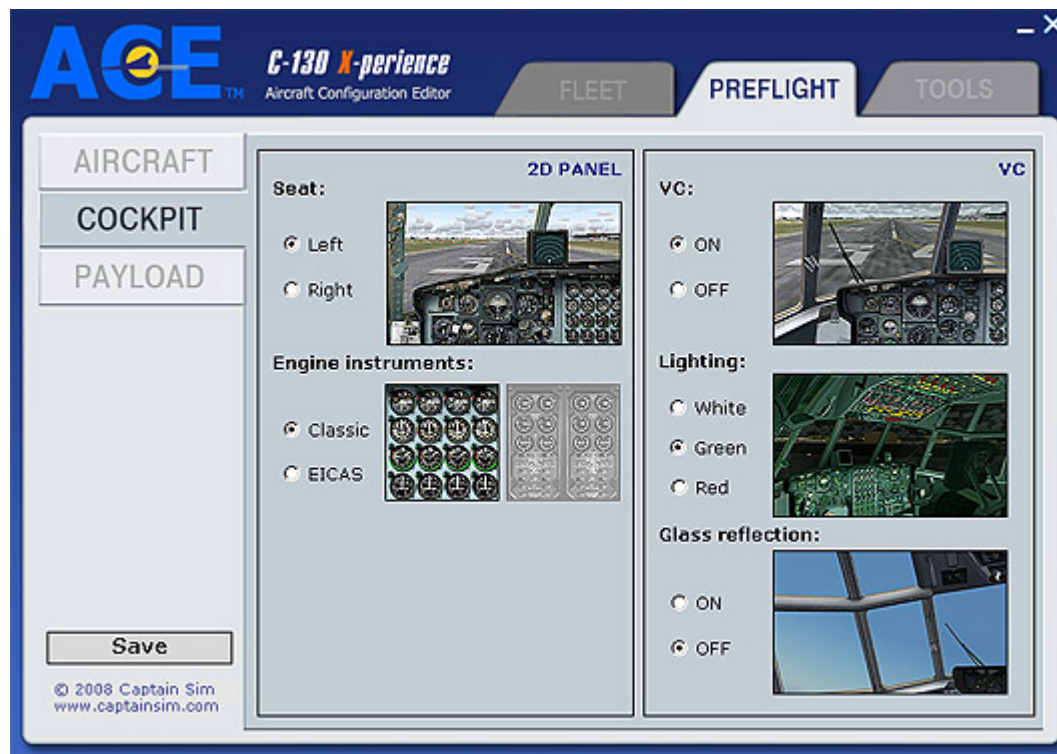 ACE TM
C-130 X-perience
Aircraft Configuration Editor
FLEET
PREFLIGHT
TOOLS
AIRCRAFT
COCKPIT
PAYLOAD
2D PANEL
Seat:
Left
Right
Engine instruments:
Classic
EICAS
VC
VC:
ON
OFF
Lighting:
White
Green
Red
Glass reflection:
ON
OFF
Save
© 2008 Captain Sim
www.captainsim.com